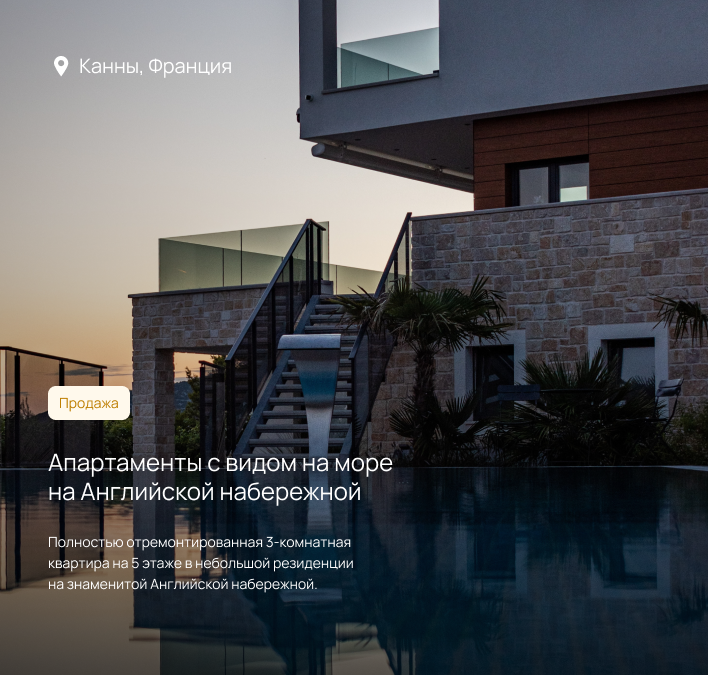 Канны, Франция
Продажа
Апартаменты с видом на море
на Английской набережной
Полностью отремонтированная 3-комнатная
квартира на 5 этаже в небольшой резиденции
на знаменитой Английской набережной.